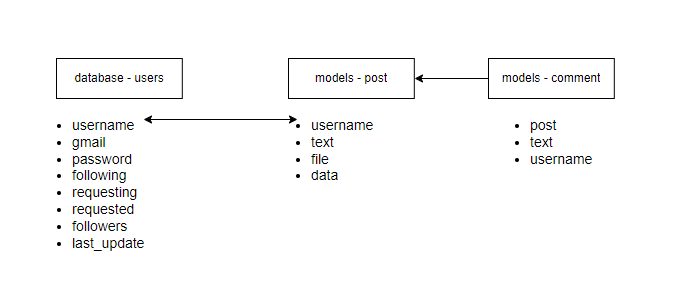 database - users
models - post
models - comment
username
gmail
password
following
requesting
requested
followers
last_update
username
text
file
data
post
text
username